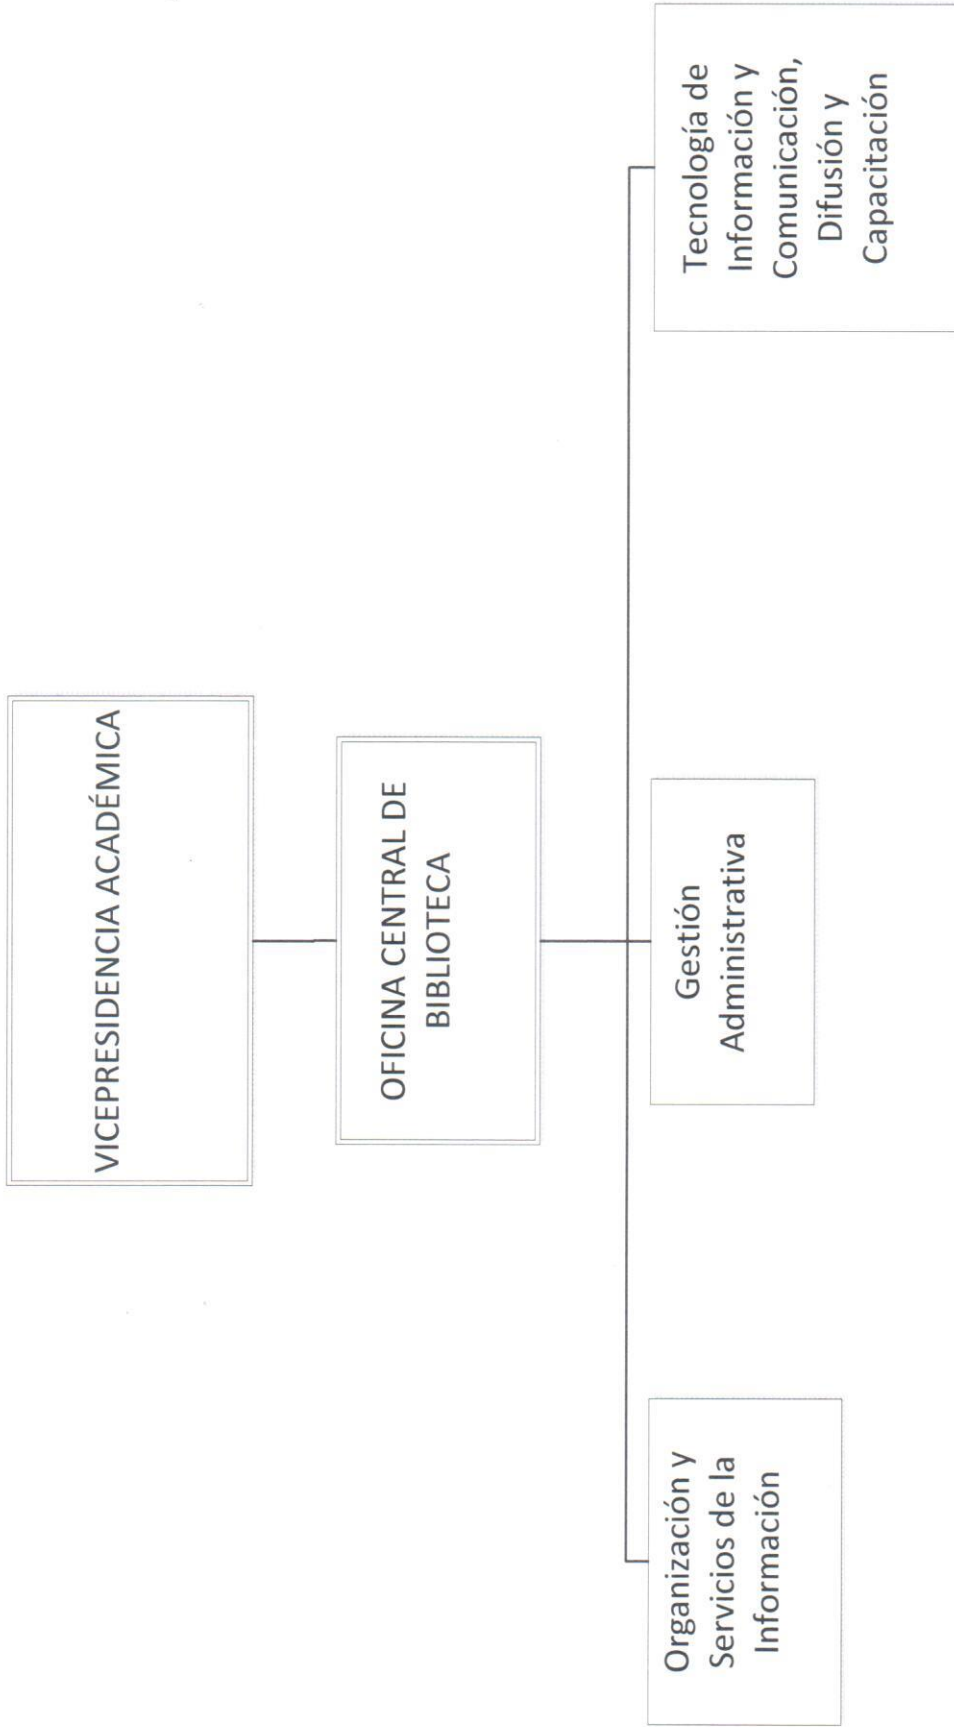 VICEPRESIDENCIA ACADÉMICA
OFICINA CENTRAL DE
BIBLIOTECA
Organización y
Servicios de la
Información
Gestión
Administrativa
Tecnología de
Información y
Comunicación,
Difusión y
Capacitación